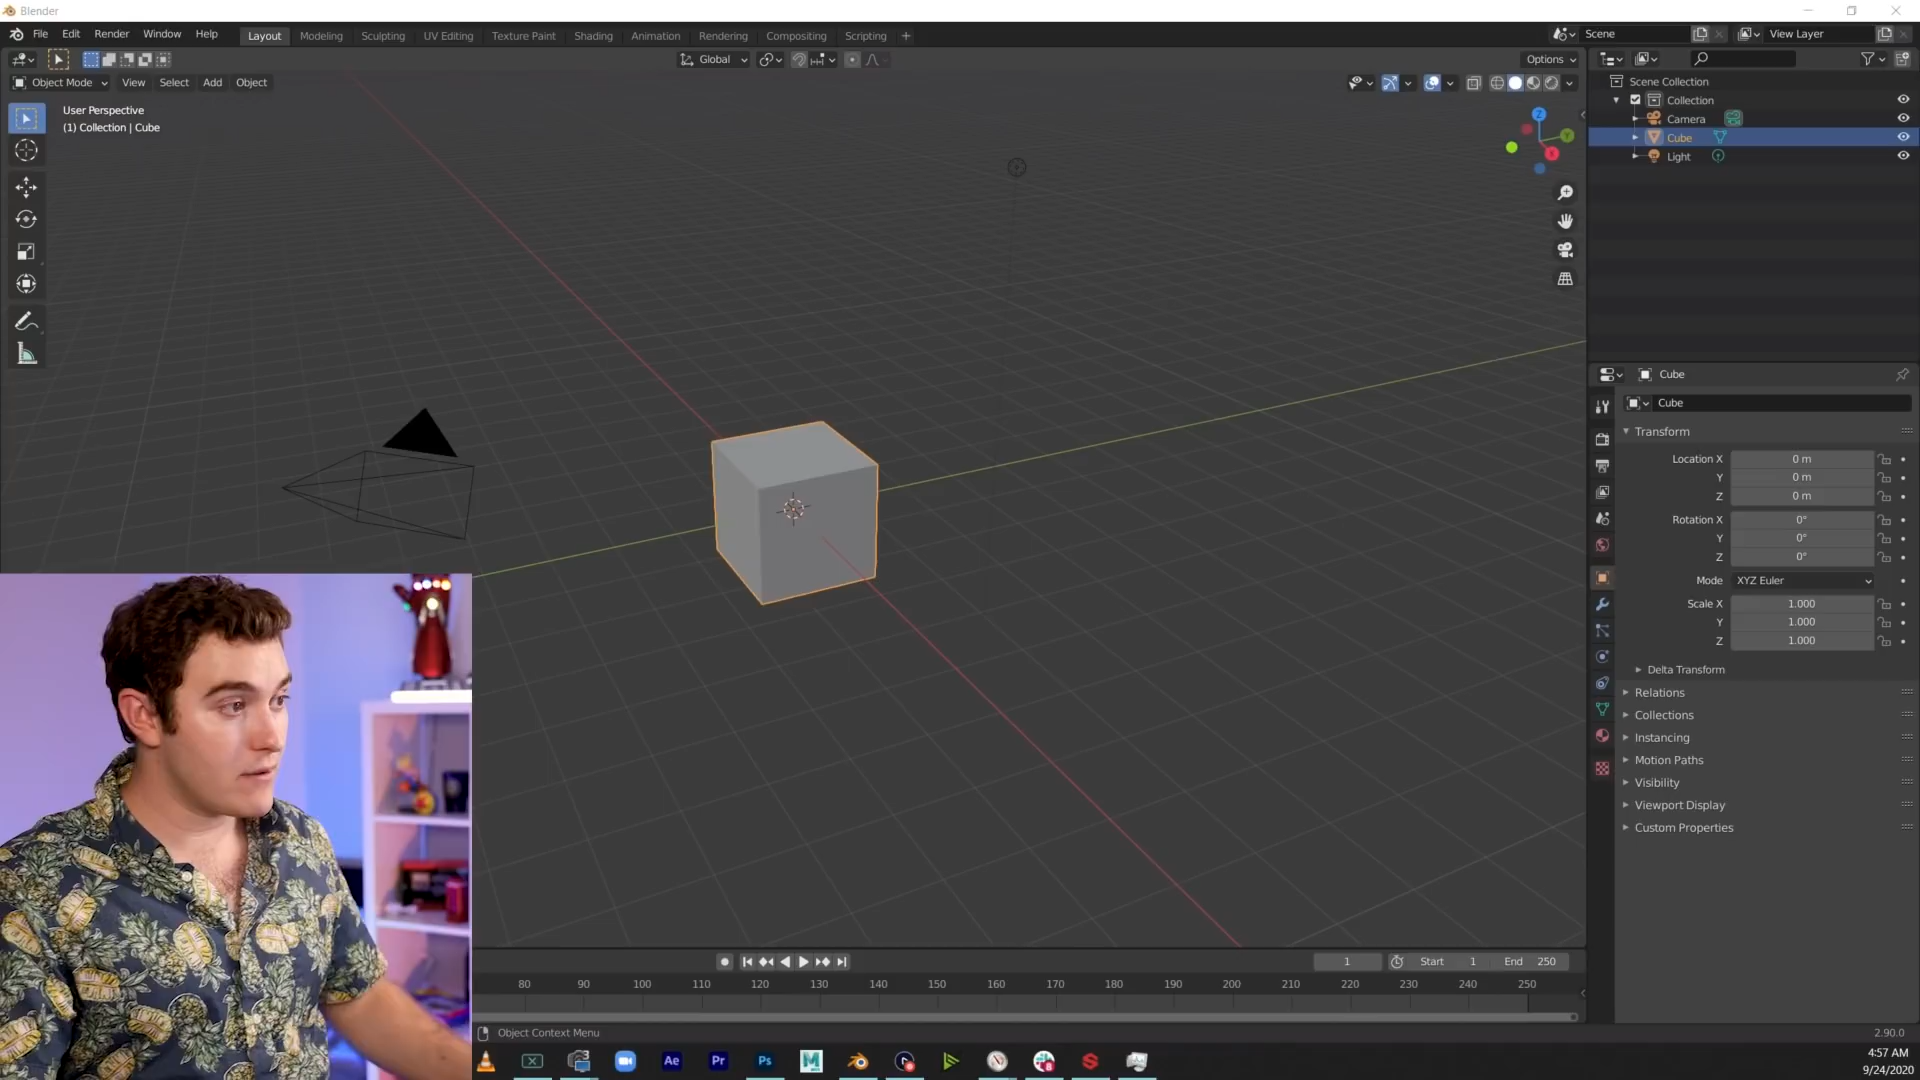 Blender
File Edit Render Window Help Layout Modeling Sculpting UV Editing Texture Paint Shading Animation Rendering Compositing Scripting + Scene View Layer
Global Options
Object Mode View Select Add Object
User Perspective
(1) Collection | Cube
Z
Y
X
Scene Collection
Collection
Camera
Cube
Light
Cube
Cube
Transform
Location X 0 m
Y 0 m
Z 0 m
Rotation X 0°
Y 0°
Z 0°
Mode XYZ Euler
Scale X 1.000
Y 1.000
Z 1.000
Delta Transform
Relations
Collections
Instancing
Motion Paths
Visibility
Viewport Display
Custom Properties
1 Start 1 End 250
80 90 100 110 120 130 140 150 160 170 180 190 200 210 220 230 240 250
Object Context Menu 2.90.0
Ae Pr Ps M S
4:57 AM
9/24/2020